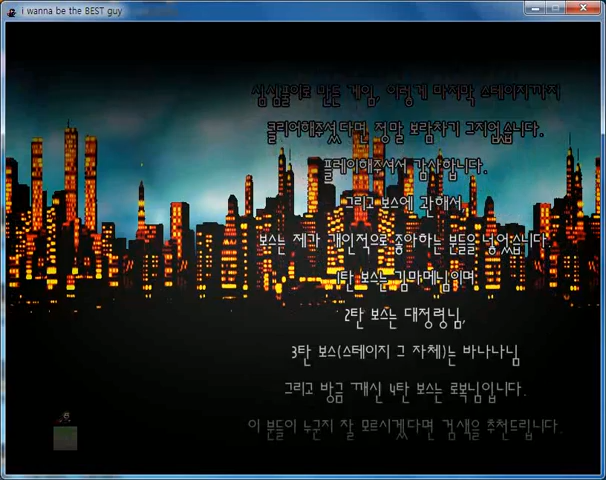 i wanna be the BEST guy
심심풀이로 만든 게임, 이렇게 마지막 스테이지까지
클리어해주셨다면, 정말 보람차기 그지없습니다.
플레이해주셔서 감사합니다.
그리고 보스에 관해서
보스는 제가 개인적으로 좋아하는 분들을 넣었습니다
1탄 보스는 김마메님이며
2탄 보스는 대정령님,
3탄 보스(스테이지 그 자체)는 바나나님
그리고 방금 깨신 4탄 보스는 로복님입니다.
이 분들이 누군지 잘 모르시겠다면 검색을 추천드립니다.